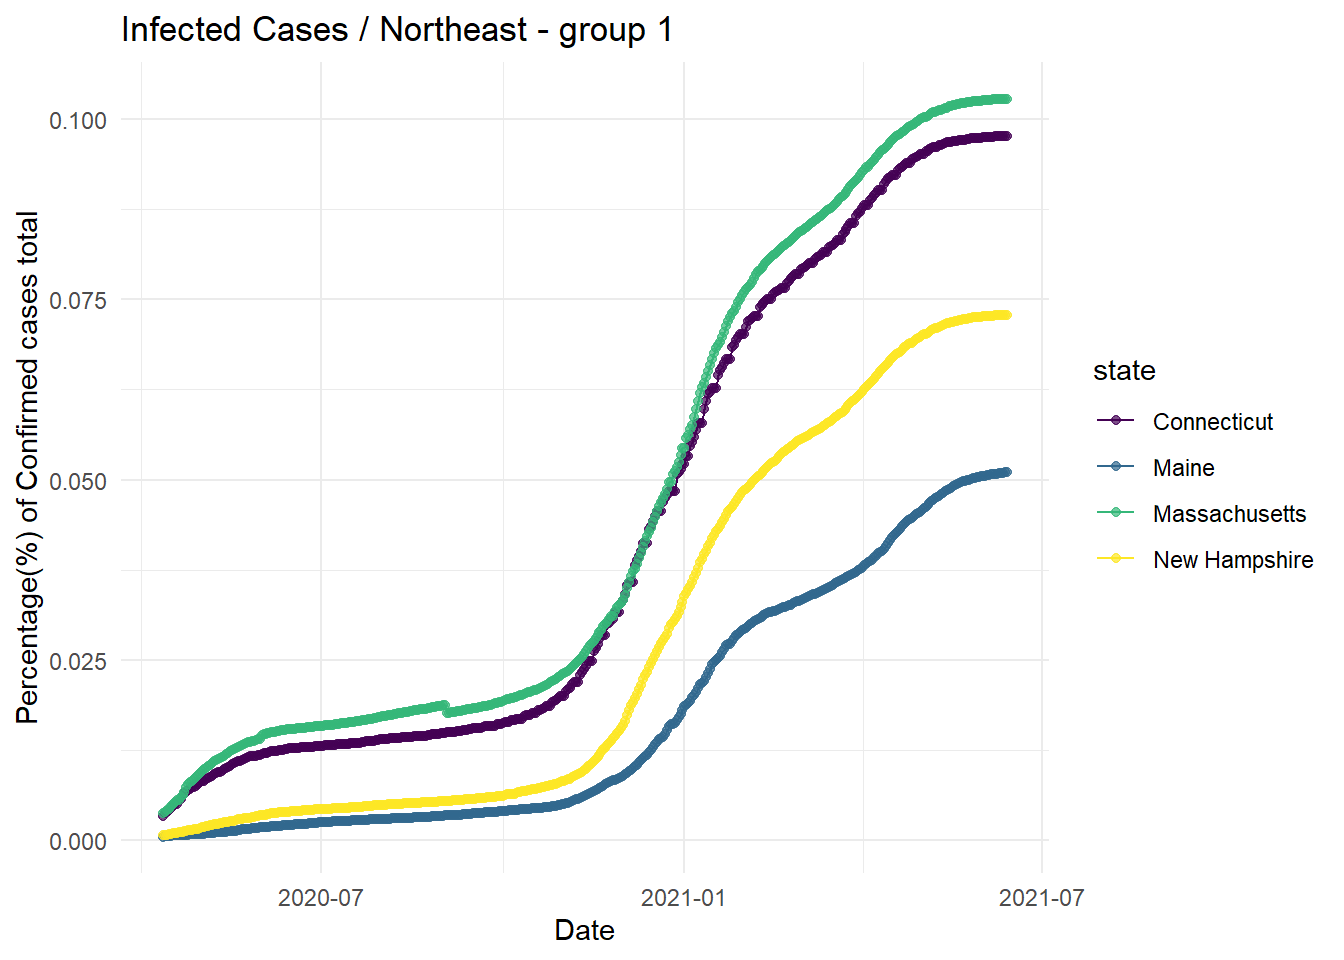 Infected Cases / Northeast - group 1
Percentage(%) of Confirmed cases total
0.100
0.075
0.050
0.025
0.000
2020-07
2021-01
2021-07
Date
state
Connecticut
Maine
Massachusetts
New Hampshire